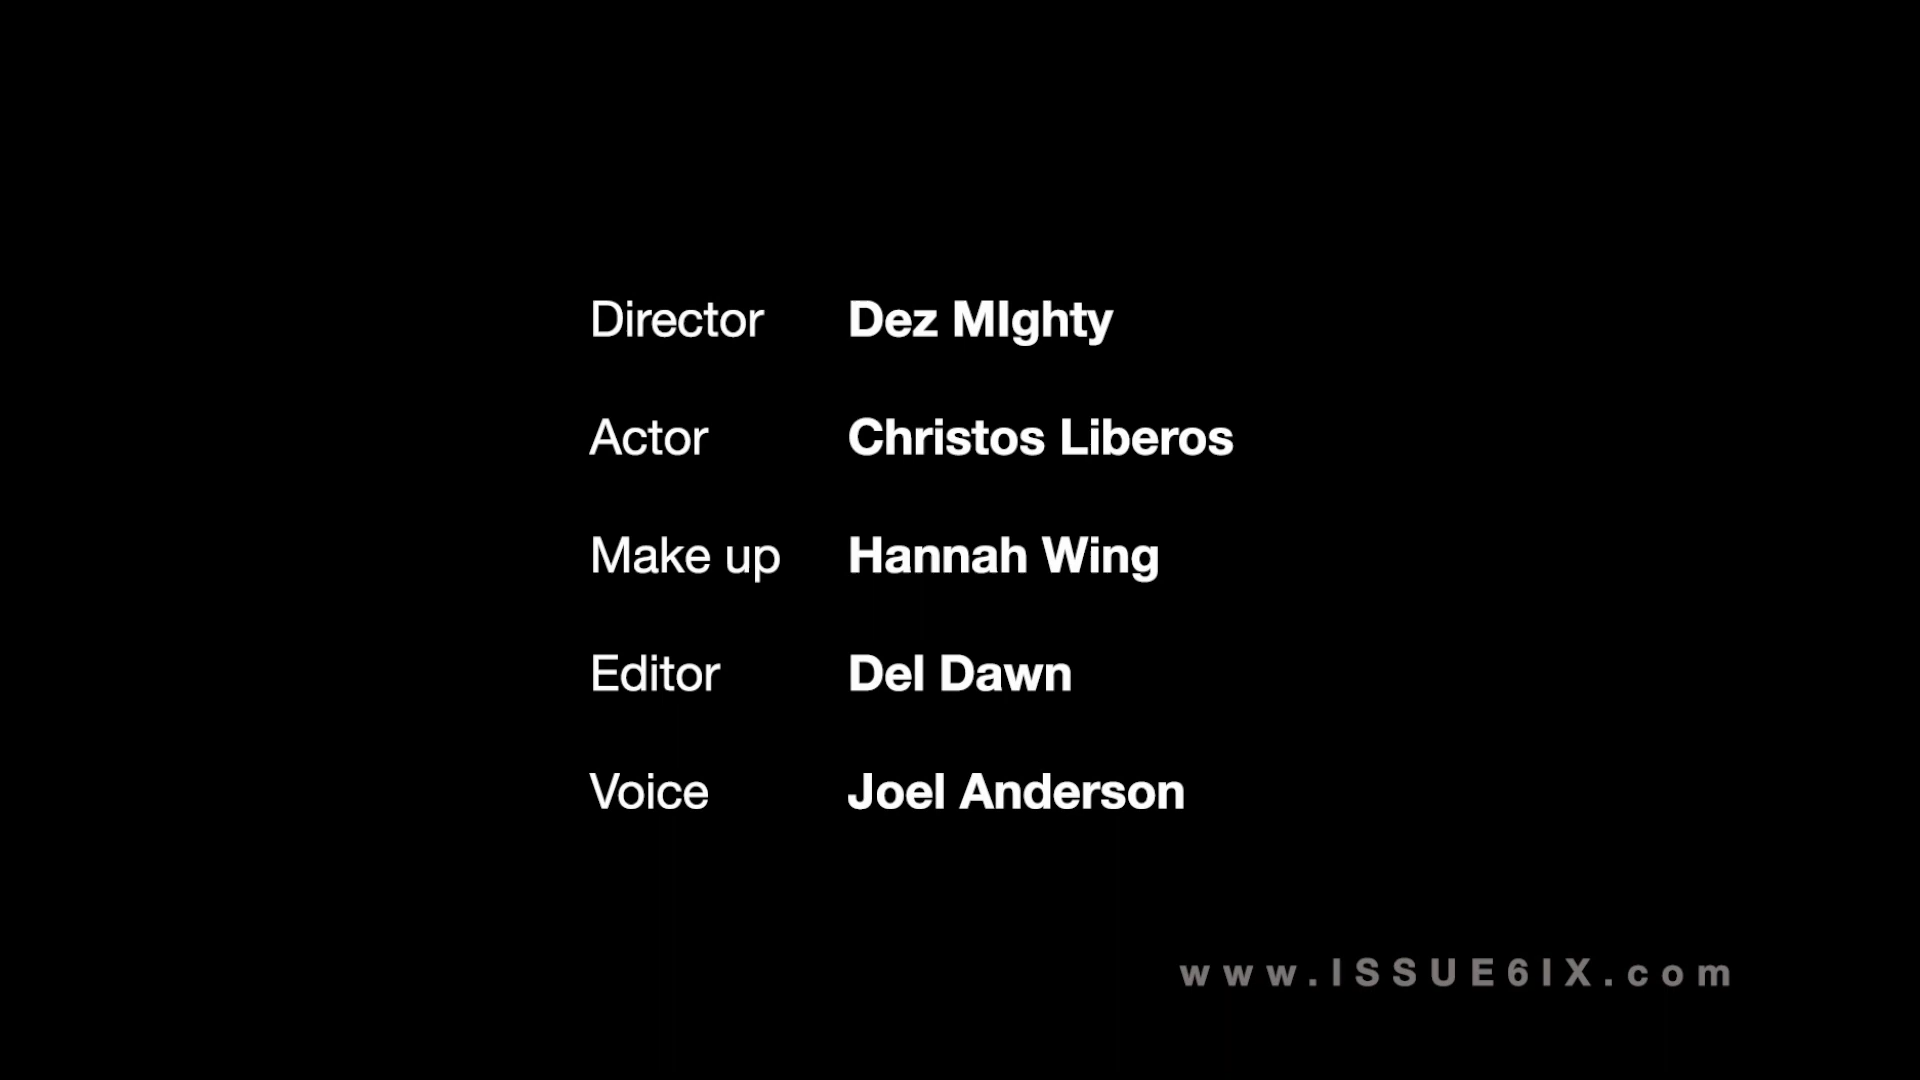 Director Dez MIghty
Actor Christos Liberos
Make up Hannah Wing
Editor Del Dawn
Voice Joel Anderson
www.ISSUE6IX.com